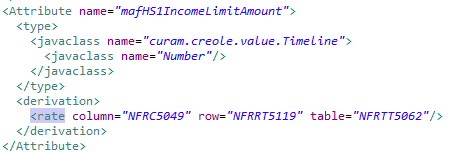 <Attribute name="mafHS1IncomeLimitAmount">
<type>
<javaclass name="curam.creole.value.Timeline">
<javaclass name="Number"/>
</javaclass>
</type>
<derivation>
<rate column="NFRC5049" row="NFRRT5119" table="NFRTT5062"/>
</derivation>
</Attribute>